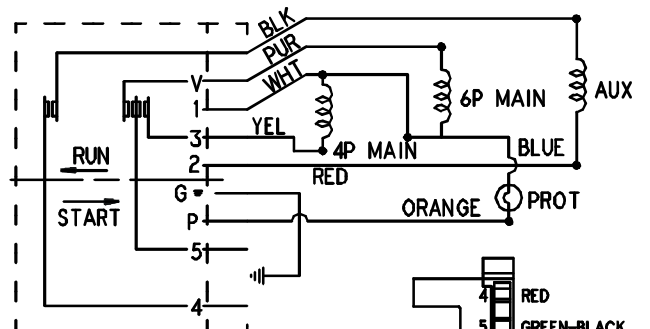 BLK
PUR
WHT
V
1
6P MAIN
AUX
YEL
3
4P MAIN
BLUE
RUN
2
RED
G
PROT
START
P
ORANGE
5
4
4 RED
5 GREEN-BLACK